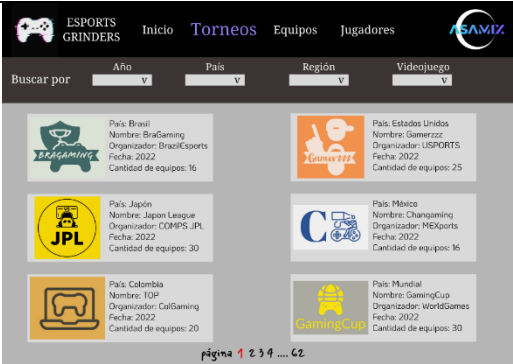 ESPORTS
GRINDERS
Inicio Torneos Equipos Jugadores
ASAMIX
Buscar por
Año País Región Videojuego
V V V V
BRAGAMING
País: Brasil
Nombre: BraGaming
Organizador: BrazilEsports
Fecha: 2022
Cantidad de equipos: 16
Gamerzzz
País: Estados Unidos
Nombre: Gamerzzz
Organizador: USPORTS
Fecha: 2022
Cantidad de equipos: 25
JPL
País: Japón
Nombre: Japon League
Organizador: COMPS JPL
Fecha: 2022
Cantidad de equipos: 30
C
País: México
Nombre: Changaming
Organizador: MEXports
Fecha: 2022
Cantidad de equipos: 16
País: Colombia
Nombre: TOP
Organizador: ColGaming
Fecha: 2022
Cantidad de equipos: 20
GamingCup
País: Mundial
Nombre: GamingCup
Organizador: WorldGames
Fecha: 2022
Cantidad de equipos: 30
página 1 2 3 4 .... 62